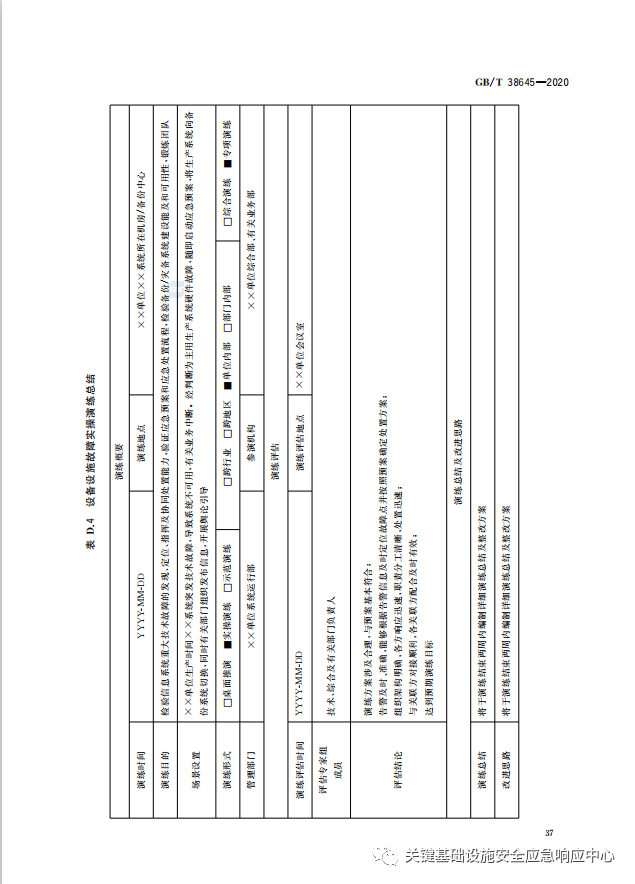 GB/T 38645—2020
表 D.4 设备设施故障实操演练总结
演练概要
演练时间 YYYY-MM-DD 演练地点 ××单位××系统所在机房/备份中心
演练目的 检验信息系统重大技术故障的发现、定位、指挥及协同处置能力,验证应急预案和应急处置流程,检验备份/灾备系统建设能及和可用性,锻炼团队
场景设置 ××单位生产时间××系统突发技术故障,导致系统不可用,有关业务中断。经判断为主用生产系统硬件故障,随即启动应急预案,将生产系统向备
份系统切换,同时有关部门组织发布信息,开展舆论引导
演练形式 □桌面推演 ■实操演练 □示范演练 □跨行业 □跨地区 ■单位内部 □部门内部 □综合演练 ■专项演练
管理部门 ××单位系统运行部 参演机构 ××单位综合部、有关业务部
演练评估
演练评估时间 YYYY-MM-DD 演练评估地点 ××单位会议室
评估专家组
成员
技术、综合及有关部门负责人
评估结论
演练方案涉及合理,与预案基本符合;
告警及时、准确,能够根据告警信息及时定位故障点并按照预案确定处置方案;
组织架构明确,各方响应迅速,职责分工清晰,处置迅速;
与关联方对接顺利,各关联方配合及时有效;
达到预期演练目标
演练总结及改进思路
演练总结 将于演练结束两周内编制详细演练总结及整改方案
改进思路 将于演练结束两周内编制详细演练总结及整改方案
37
关键基础设施安全应急响应中心